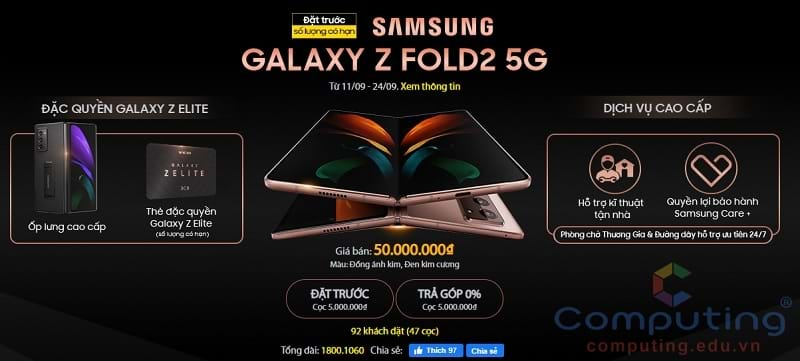 Đặt trước
số lượng có hạn
SAMSUNG
GALAXY Z FOLD2 5G
Từ 11/09 - 24/09. Xem thông tin
ĐẶC QUYỀN GALAXY Z ELITE
GALAXY
Z ELITE
Ốp lưng cao cấp
Thẻ đặc quyền
Galaxy Z Elite
(số lượng có hạn)
DỊCH VỤ CAO CẤP
Hỗ trợ kĩ thuật
tận nhà
Quyền lợi bảo hành
Samsung Care +
Phòng chờ Thương Gia & Đường dây hỗ trợ ưu tiên 24/7
Giá bán: 50.000.000₫
Màu: Đồng ánh kim, Đen kim cương
ĐẶT TRƯỚC
Cọc 5.000.000₫
TRẢ GÓP 0%
Cọc 5.000.000₫
92 khách đặt (47 cọc)
Tổng đài: 1800.1060 Chia sẻ: Thích 97 Chia sẻ
Computing®
computing.edu.vn